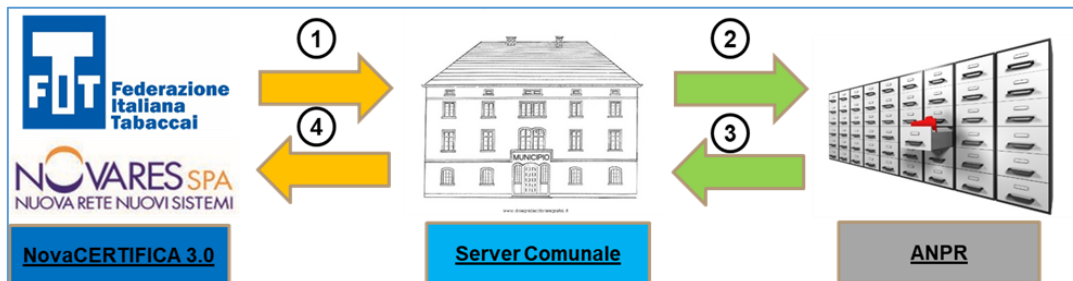 FIT
Federazione
Italiana
Tabaccai
NOVARES SPA
NUOVA RETE NUOVI SISTEMI
NovaCERTIFICA 3.0
1
4
MUNICIPIO
Server Comunale
2
3
ANPR